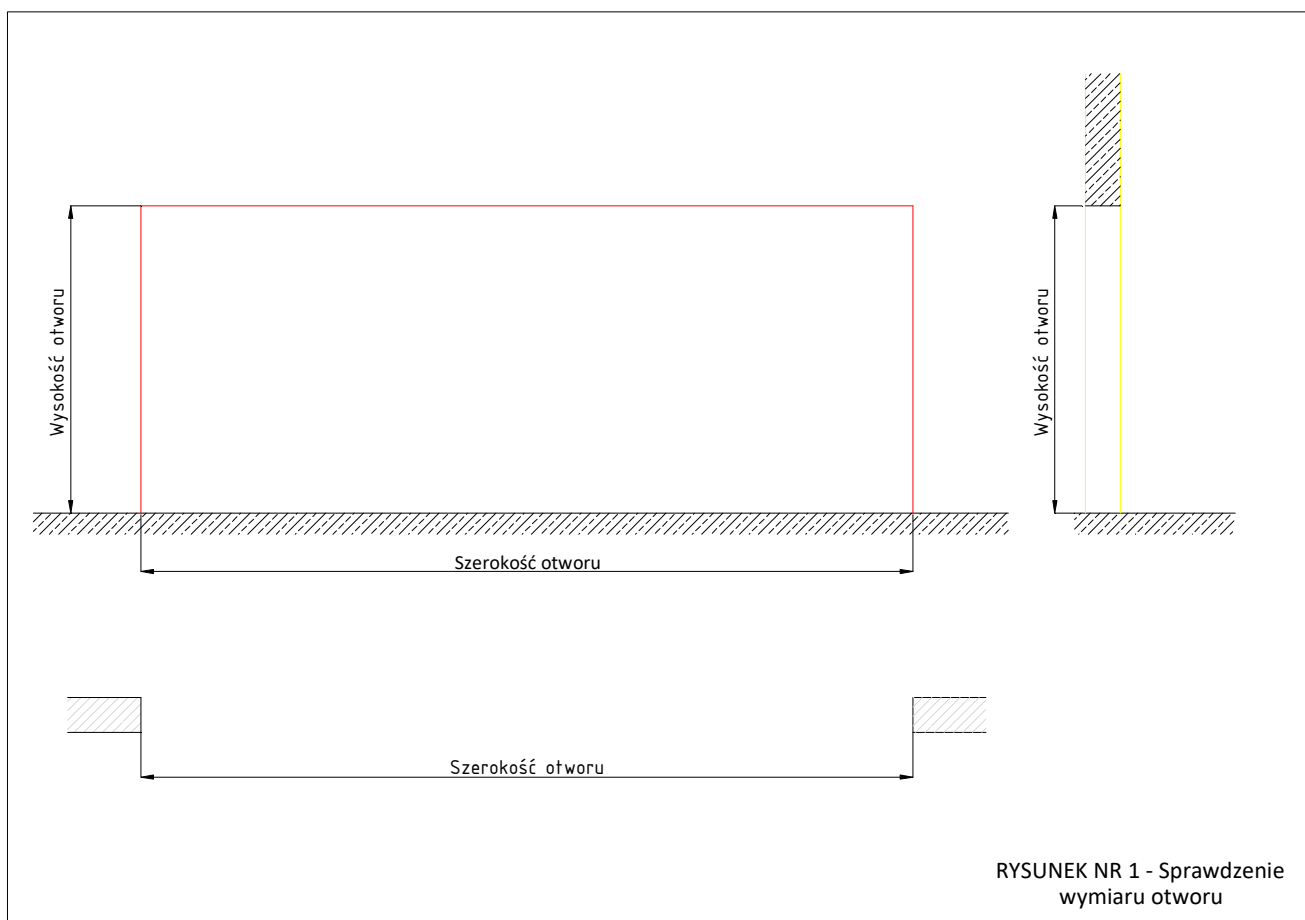 Wysokość otworu
Wysokość otworu
Szerokość otworu
Szerokość otworu
RYSUNEK NR 1 - Sprawdzenie
wymiaru otworu